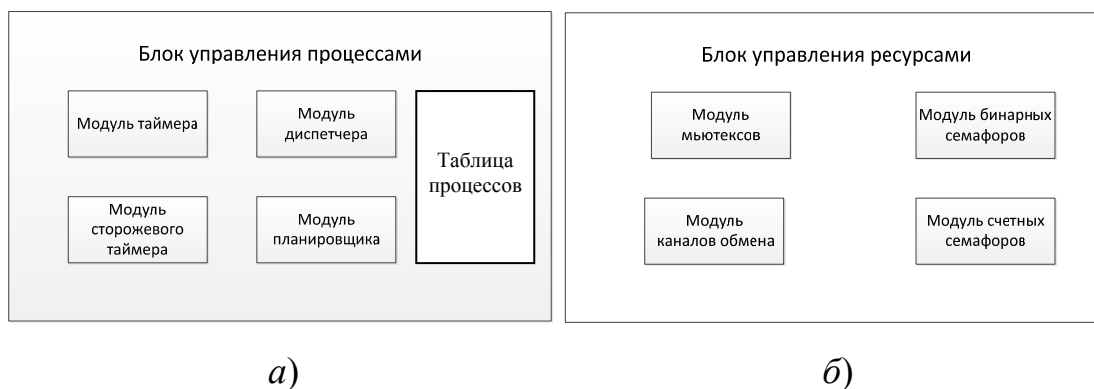 Блок управления процессами
Модуль таймера
Модуль
диспетчера
Модуль
сторожевого
таймера
Модуль
планировщика
Таблица
процессов
а)
Блок управления ресурсами
Модуль
мьютексов
Модуль бинарных
семафоров
Модуль
каналов обмена
Модуль счетных
семафоров
б)